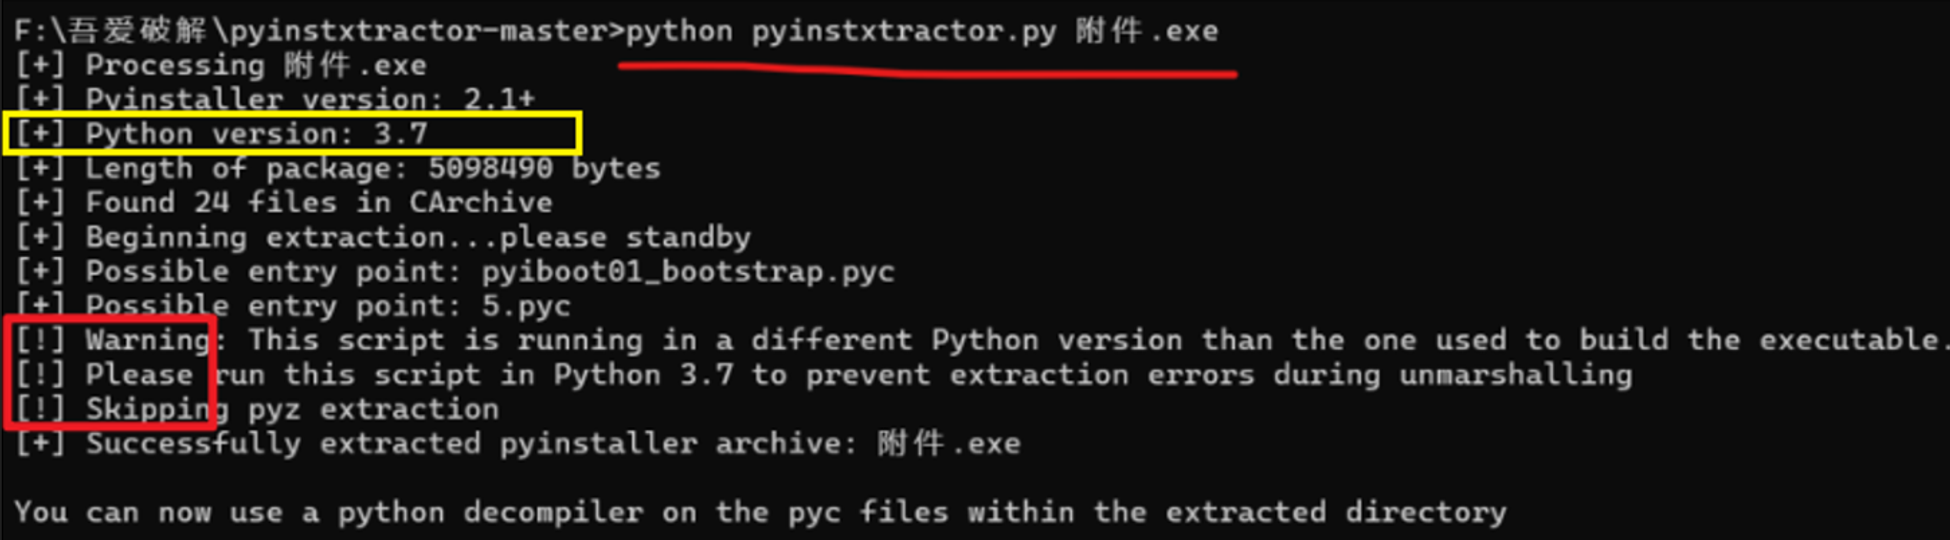 F:\吾爱破解\pyinstxtractor-master>python pyinstxtractor.py 附件.exe
[+] Processing 附件.exe
[+] Pyinstaller version: 2.1+
[+] Python version: 3.7
[+] Length of package: 5098490 bytes
[+] Found 24 files in CArchive
[+] Beginning extraction...please standby
[+] Possible entry point: pyiboot01_bootstrap.pyc
[+] Possible entry point: 5.pyc
[!] Warning: This script is running in a different Python version than the one used to build the executable.
[!] Please run this script in Python 3.7 to prevent extraction errors during unmarshalling
[!] Skipping pyz extraction
[+] Successfully extracted pyinstaller archive: 附件.exe
You can now use a python decompiler on the pyc files within the extracted directory